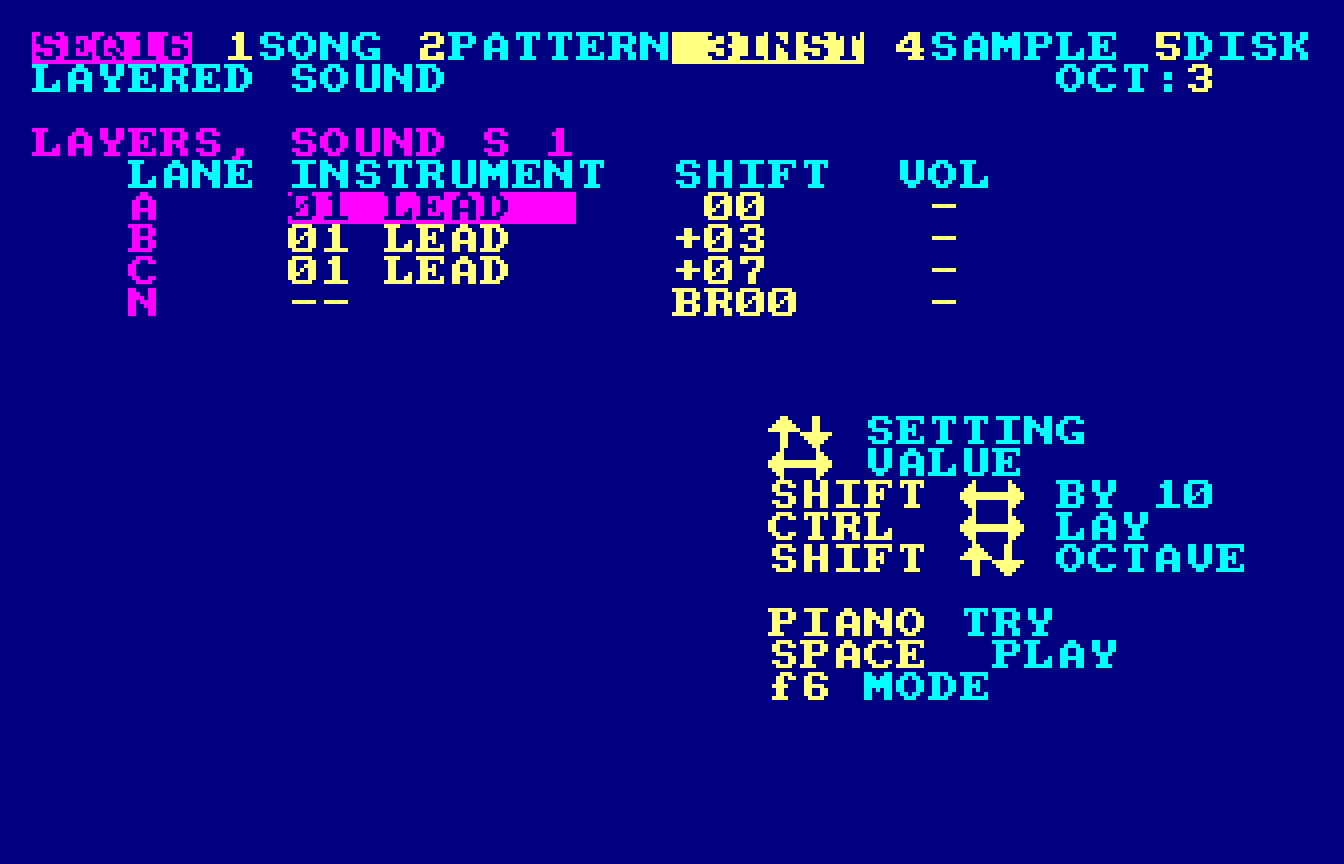 SEQ16 1SONG 2PATTERN 3INST 4SAMPLE 5DISK
LAYERED SOUND OCT:3
LAYERS, SOUND S 1
LANE INSTRUMENT SHIFT VOL
A 01 LEAD 00 -
B 01 LEAD +03 -
C 01 LEAD +07 -
N -- BR00 -
↑↓ SETTING
↔ VALUE
SHIFT ↔ BY 10
CTRL ↔ LAY
SHIFT ↑↓ OCTAVE
PIANO TRY
SPACE PLAY
f6 MODE